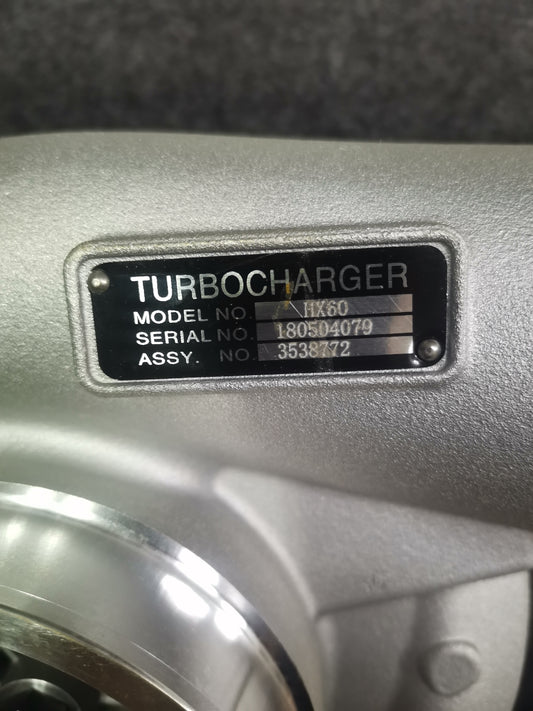 TURBOCHARGER
MODEL NO. HX60
SERIAL NO. 180504079
ASSY. NO. 3538772